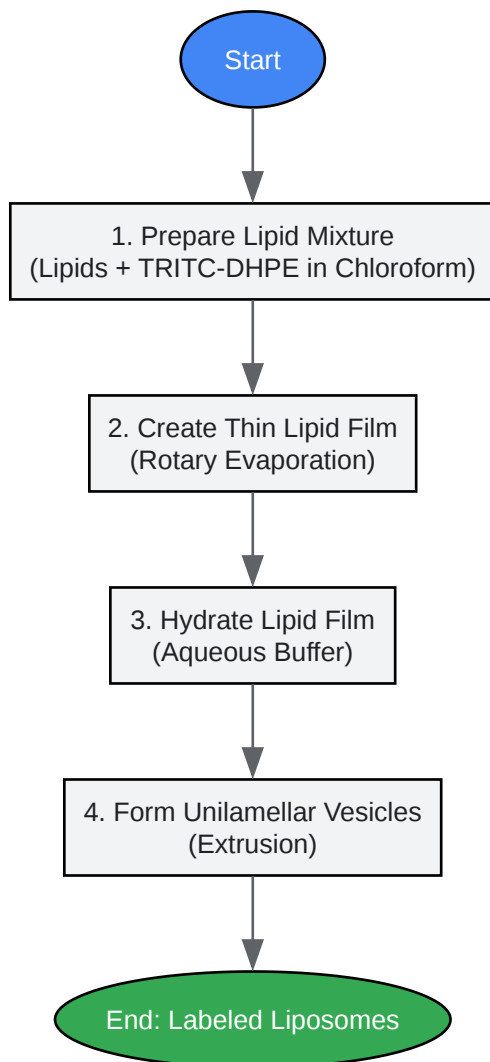 Start
1. Prepare Lipid Mixture
(Lipids + TRITC-DHPE in Chloroform)
2. Create Thin Lipid Film
(Rotary Evaporation)
3. Hydrate Lipid Film
(Aqueous Buffer)
4. Form Unilamellar Vesicles
(Extrusion)
End: Labeled Liposomes